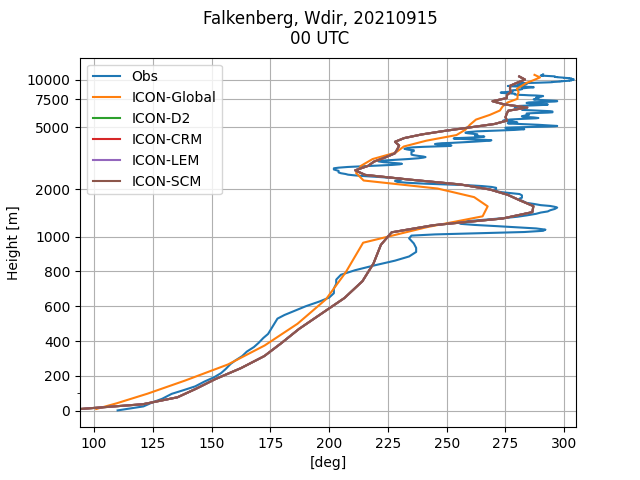 Falkenberg, Wdir, 20210915
00 UTC
Obs
ICON-Global
ICON-D2
ICON-CRM
ICON-LEM
ICON-SCM
Height [m]
10000
7500
5000
2000
1000
800
600
400
200
0
100
125
150
175
200
225
250
275
300
[deg]